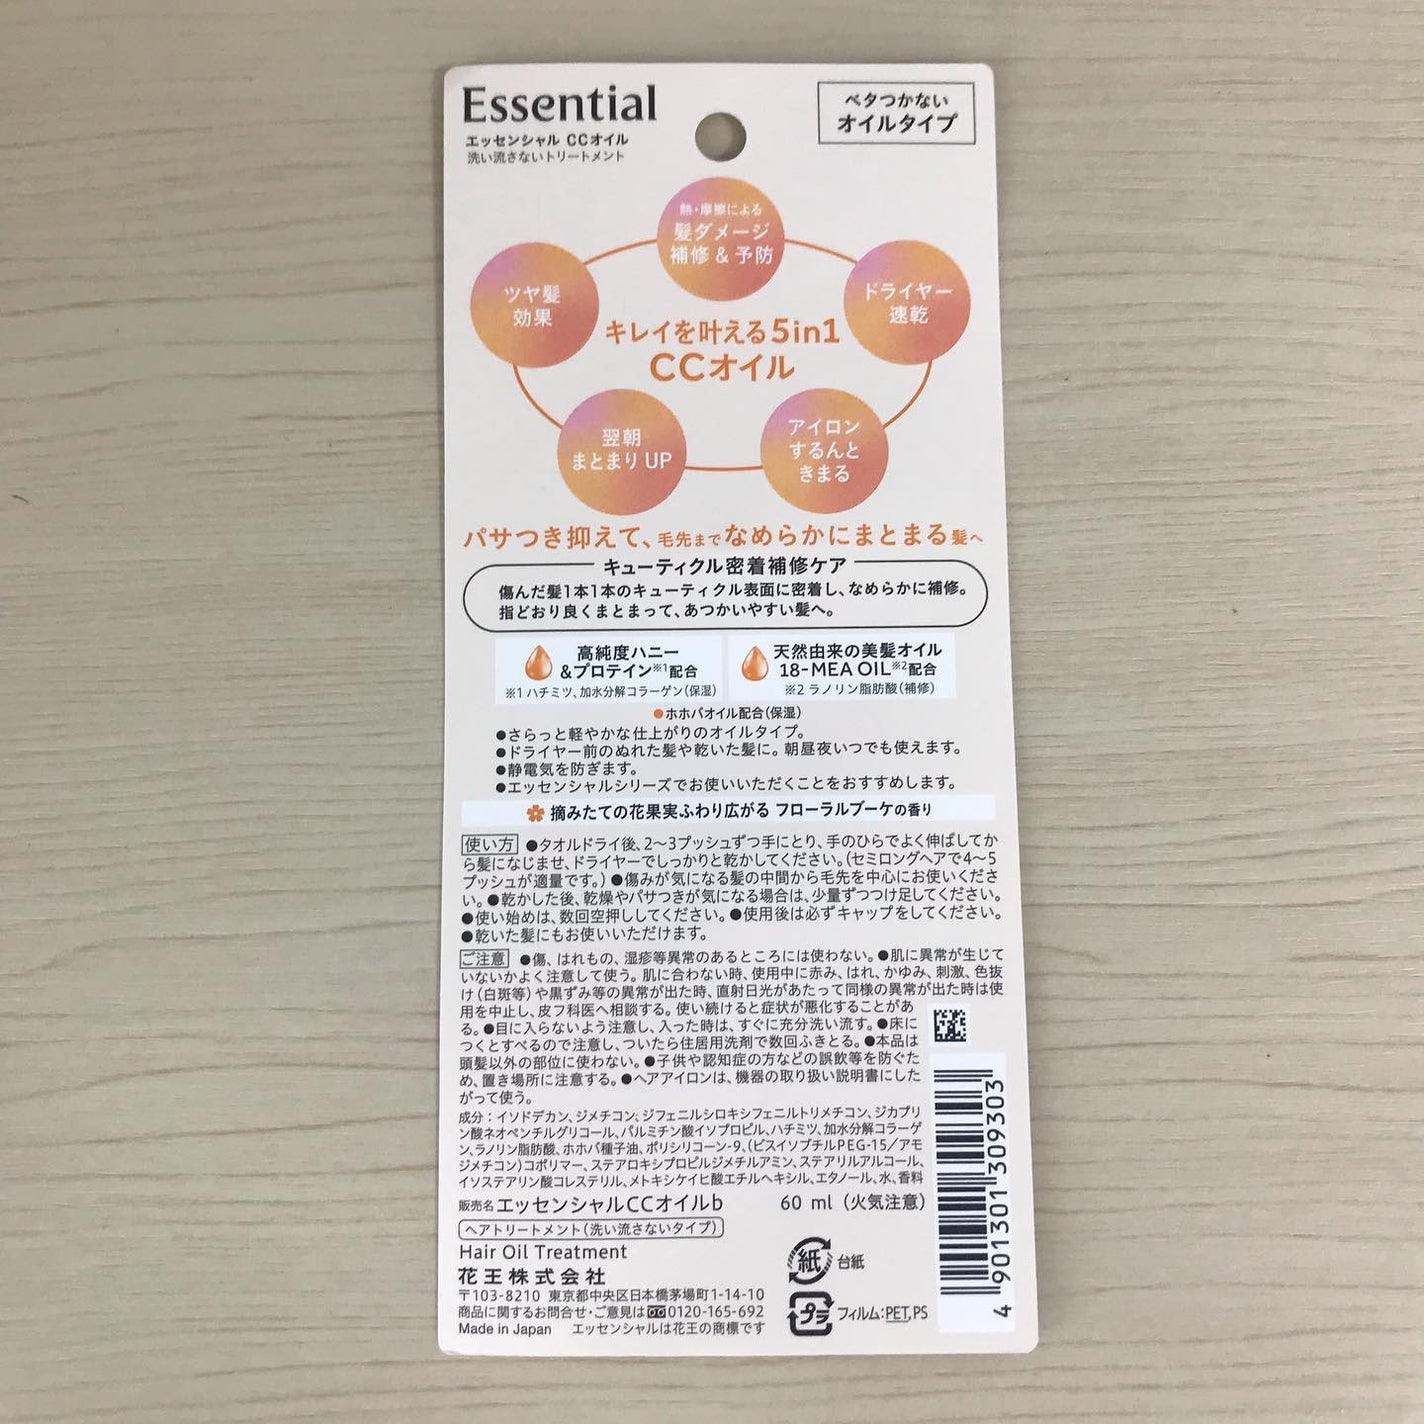 Essential
エッセンシャル CCオイル
洗い流さないトリートメント
ベタつかない
オイルタイプ
熱・摩擦による
髪ダメージ
補修 & 予防
ツヤ髪
効果
ドライヤー
速乾
キレイを叶える5in1
CCオイル
翌朝
まとまり UP
アイロン
するんと
きまる
パサつき抑えて、毛先までなめらかにまとまる髪へ
キューティクル密着補修ケア
傷んだ髪1本1本のキューティクル表面に密着し、なめらかに補修。
指どおり良くまとまって、あつかいやすい髪へ。
高純度ハニー
&プロテイン※1配合
※1 ハチミツ、加水分解コラーゲン(保湿)
天然由来の美髪オイル
18-MEA OIL※2配合
※2 ラノリン脂肪酸(補修)
●ホホバオイル配合(保湿)
●さらっと軽やかな仕上がりのオイルタイプ。
●ドライヤー前のぬれた髪や乾いた髪に。朝昼夜いつでも使えます。
●静電気を防ぎます。
●エッセンシャルシリーズでお使いいただくことをおすすめします。
摘みたての花果実ふわり広がる フローラルブーケの香り
使い方 ●タオルドライ後、2〜3プッシュずつ手にとり、手のひらでよく伸ばしてか
ら髪になじませ、ドライヤーでしっかりと乾かしてください。(セミロングヘアで4〜5
プッシュが適量です。) ●傷みが気になる髪の中間から毛先を中心にお使いくださ
い。●乾かした後、乾燥やパサつきが気になる場合は、少量ずつつけ足してください。
●使い始めは、数回空押ししてください。●使用後は必ずキャップをしてください。
●乾いた髪にもお使いいただけます。
ご注意 ●傷、はれもの、湿疹等異常のあるところには使わない。●肌に異常が生じて
いないかよく注意して使う。肌に合わない時、使用中に赤み、はれ、かゆみ、刺激、色抜
け(白斑等)や黒ずみ等の異常が出た時、直射日光があたって同様の異常が出た時は使
用を中止し、皮フ科医へ相談する。使い続けると症状が悪化することがあ
る。●目に入らないよう注意し、入った時は、すぐに充分洗い流す。●床に
つくとすべるので注意し、ついたら住居用洗剤で数回ふきとる。●本品は
頭髪以外の部位に使わない。●子供や認知症の方などの誤飲等を防ぐた
め、置き場所に注意する。●ヘアアイロンは、機器の取り扱い説明書にした
がって使う。
成分：イソドデカン、ジメチコン、ジフェニルシロキシフェニルトリメチコン、ジカプリ
ン酸ネオペンチルグリコール、パルミチン酸イソプロピル、ハチミツ、加水分解コラーゲ
ン、ラノリン脂肪酸、ホホバ種子油、ポリシリコーン-9、(ビスイソブチルPEG-15/アモ
ジメチコン)コポリマー、ステアロキシプロピルジメチルアミン、ステアリルアルコール、
イソステアリン酸コレステリル、メトキシケイヒ酸エチルヘキシル、エタノール、水、香料
販売名 エッセンシャルCCオイルb 60 ml (火気注意)
ヘアトリートメント(洗い流さないタイプ)
Hair Oil Treatment
花王株式会社
〒103-8210 東京都中央区日本橋茅場町1-14-10
商品に関するお問合せ・ご意見は 0120-165-692
Made in Japan エッセンシャルは花王の商標です
紙 台紙
プラ フィルム:PET,PS
4 901301 309303